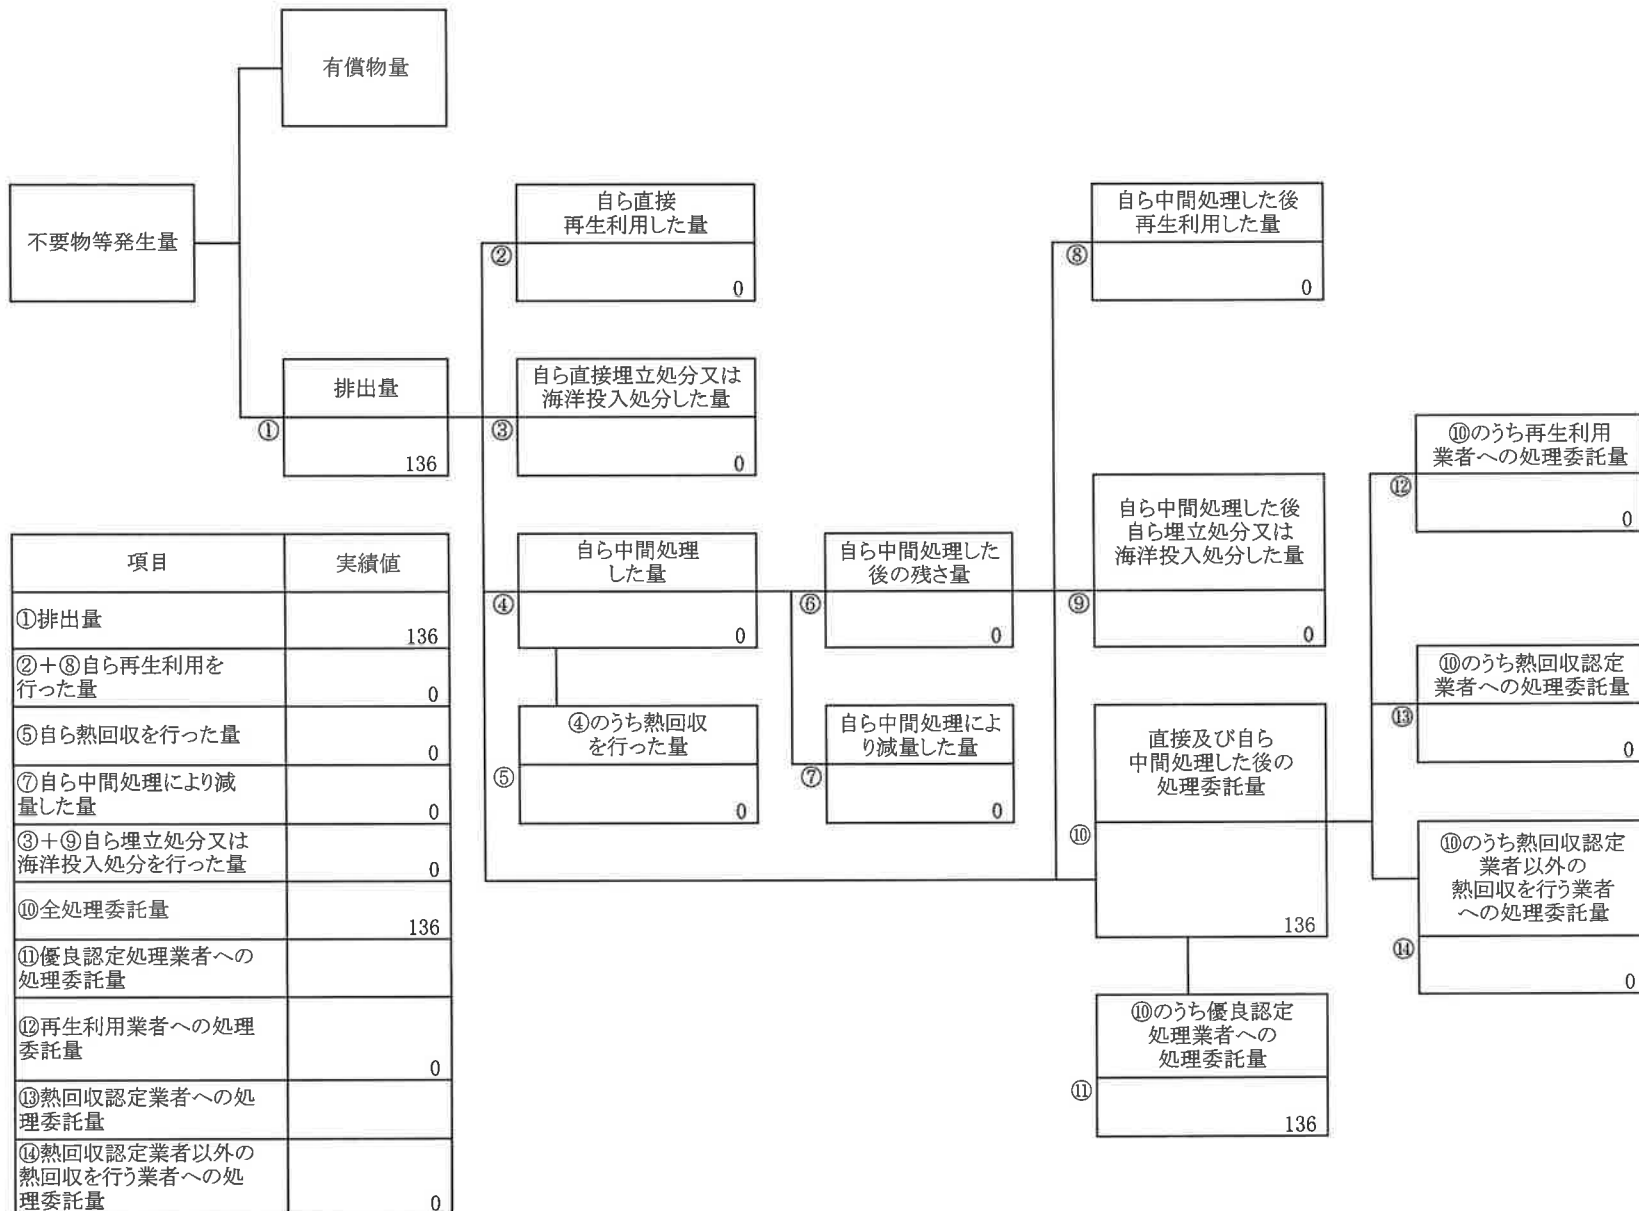 有償物量
不要物等発生量
①
排出量
136
②
自ら直接
再生利用した量
0
③
自ら直接埋立処分又は
海洋投入処分した量
0
④
自ら中間処理
した量
0
⑤
④のうち熱回収
を行った量
0
⑥
自ら中間処理した
後の残さ量
0
⑦
自ら中間処理によ
り減量した量
0
⑧
自ら中間処理した後
再生利用した量
0
⑨
自ら中間処理した後
自ら埋立処分又は
海洋投入処分した量
0
⑩
直接及び自ら
中間処理した後の
処理委託量
136
⑪
⑩のうち優良認定
処理業者への
処理委託量
136
⑫
⑩のうち再生利用
業者への処理委託量
0
⑬
⑩のうち熱回収認定
業者への処理委託量
0
⑭
⑩のうち熱回収認定
業者以外の
熱回収を行う業者
への処理委託量
0
項目 実績値
①排出量 136
②+⑧自ら再生利用を
行った量 0
⑤自ら熱回収を行った量 0
⑦自ら中間処理により減
量した量 0
③+⑨自ら埋立処分又は
海洋投入処分を行った量 0
⑩全処理委託量 136
⑪優良認定処理業者への
処理委託量
⑫再生利用業者への処理
委託量 0
⑬熱回収認定業者への処
理委託量
⑭熱回収認定業者以外の
熱回収を行う業者への処
理委託量 0